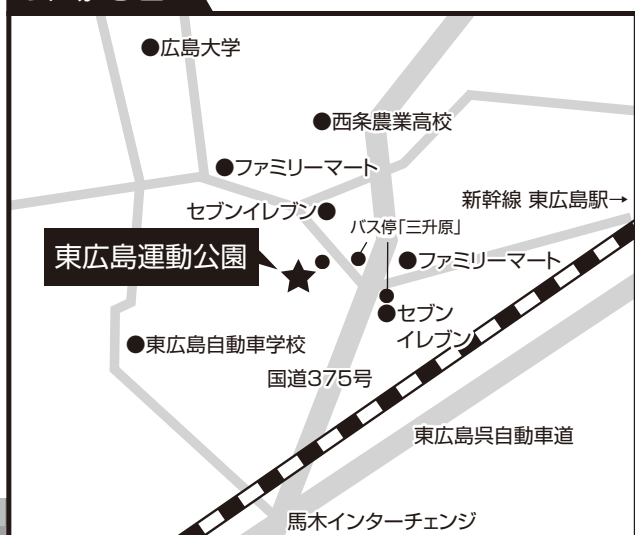 ●広島大学
●西条農業高校
●ファミリーマート
新幹線 東広島駅→
セブンイレブン●
バス停「三升原」
東広島運動公園
●ファミリーマート
●セブン
イレブン
●東広島自動車学校
国道375号
東広島呉自動車道
馬木インターチェンジ